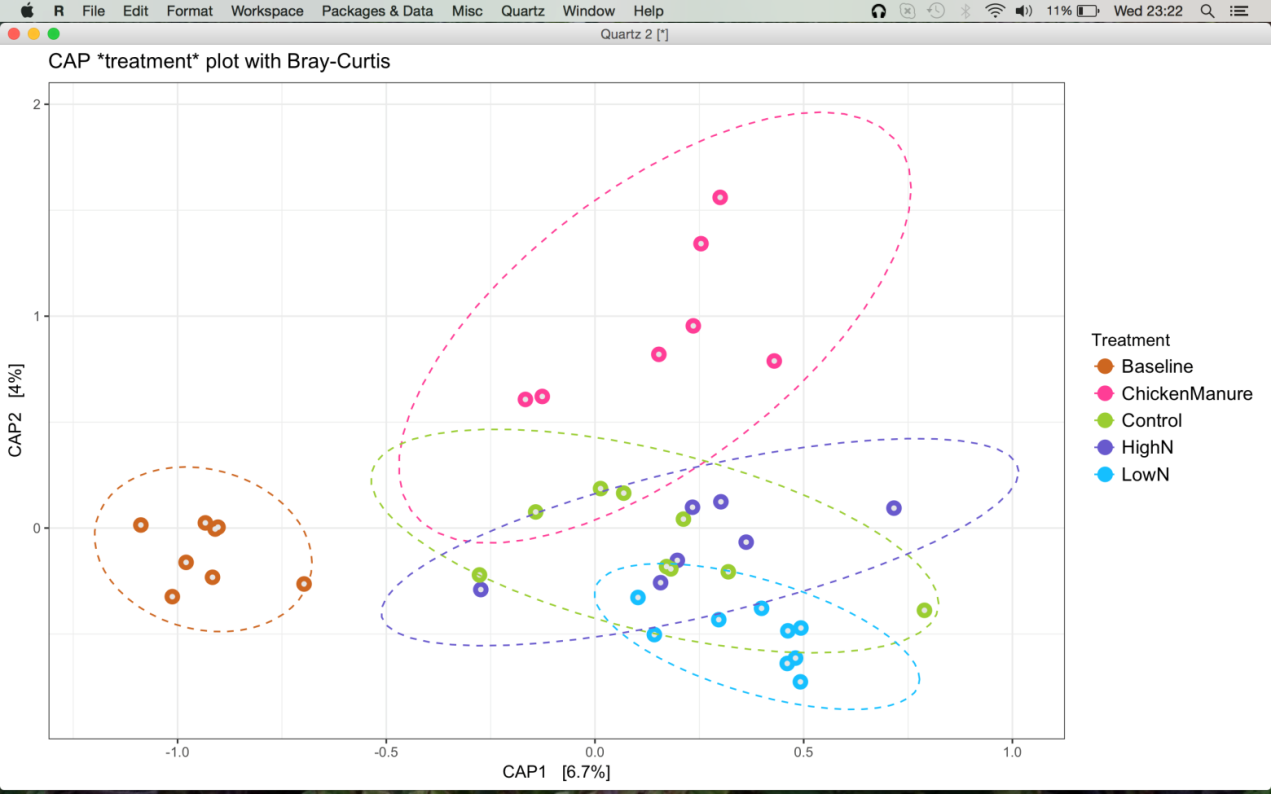 R File Edit Format Workspace Packages & Data Misc Quartz Window Help 11% Wed 23:22
Quartz 2 [*]
CAP *treatment* plot with Bray-Curtis
2
1
0
CAP2 [4%]
-1.0 -0.5 0.0 0.5 1.0
CAP1 [6.7%]
Treatment
Baseline
ChickenManure
Control
HighN
LowN